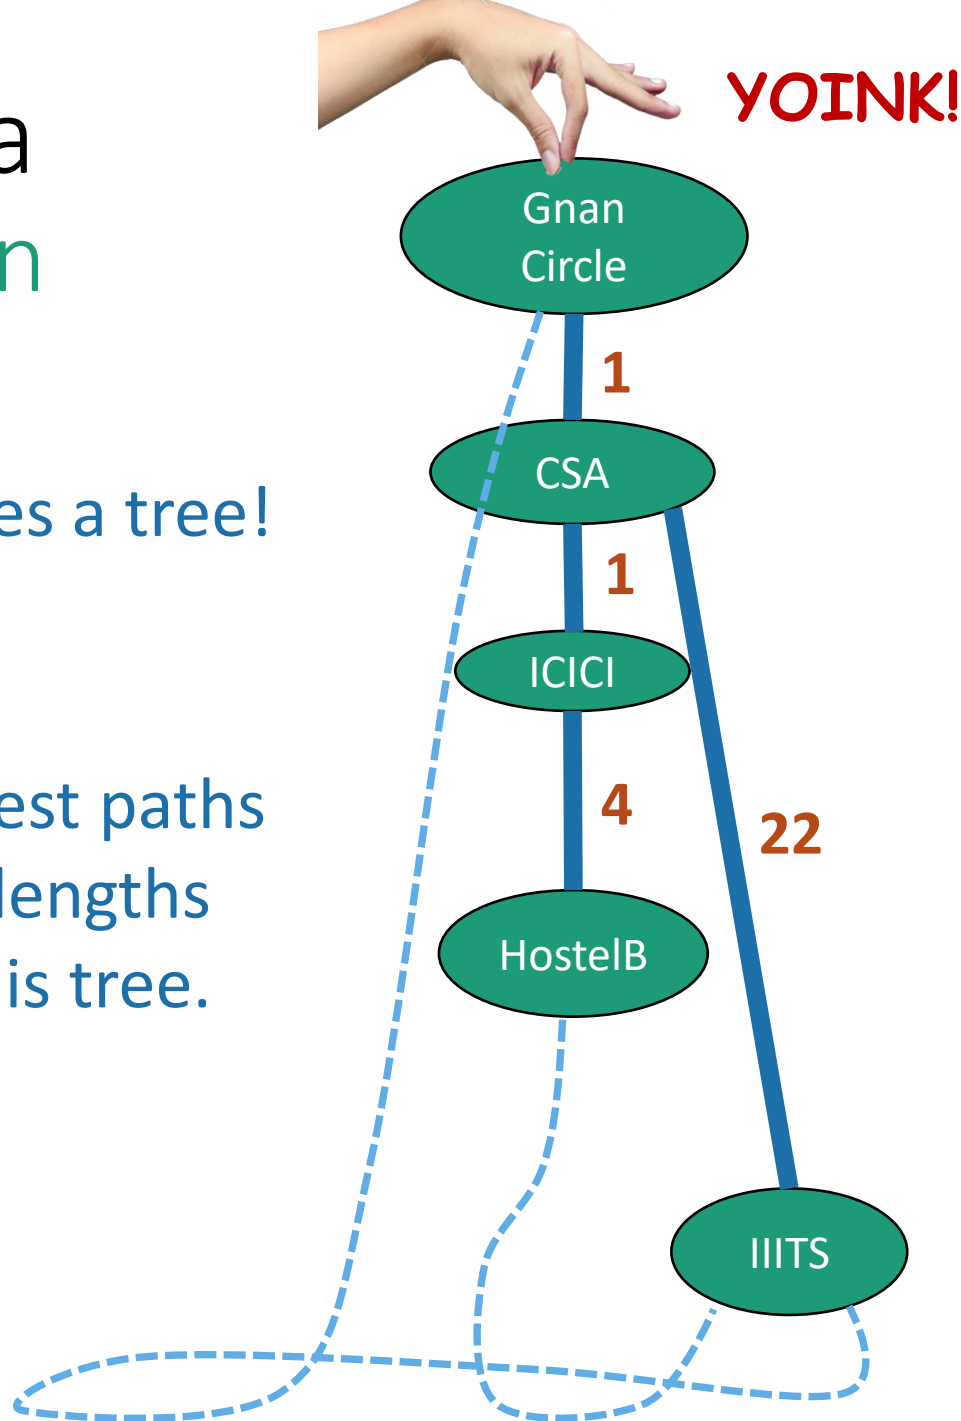 YOINK!
a
n
es a tree!
est paths
lengths
is tree.
Gnan
Circle
1
CSA
1
ICICI
4
22
HostelB
IIITS